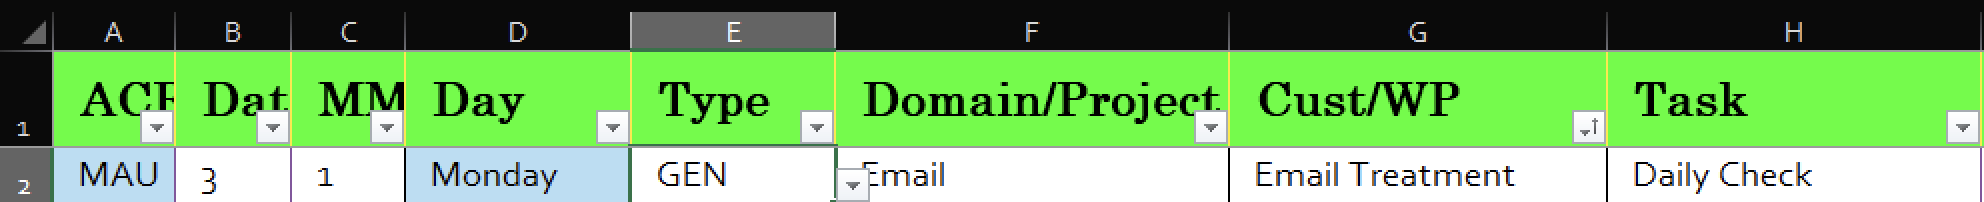 A B C D E F G H
1 ACR Dat MM Day Type Domain/Project Cust/WP Task
2 MAU 3 1 Monday GEN Email Email Treatment Daily Check